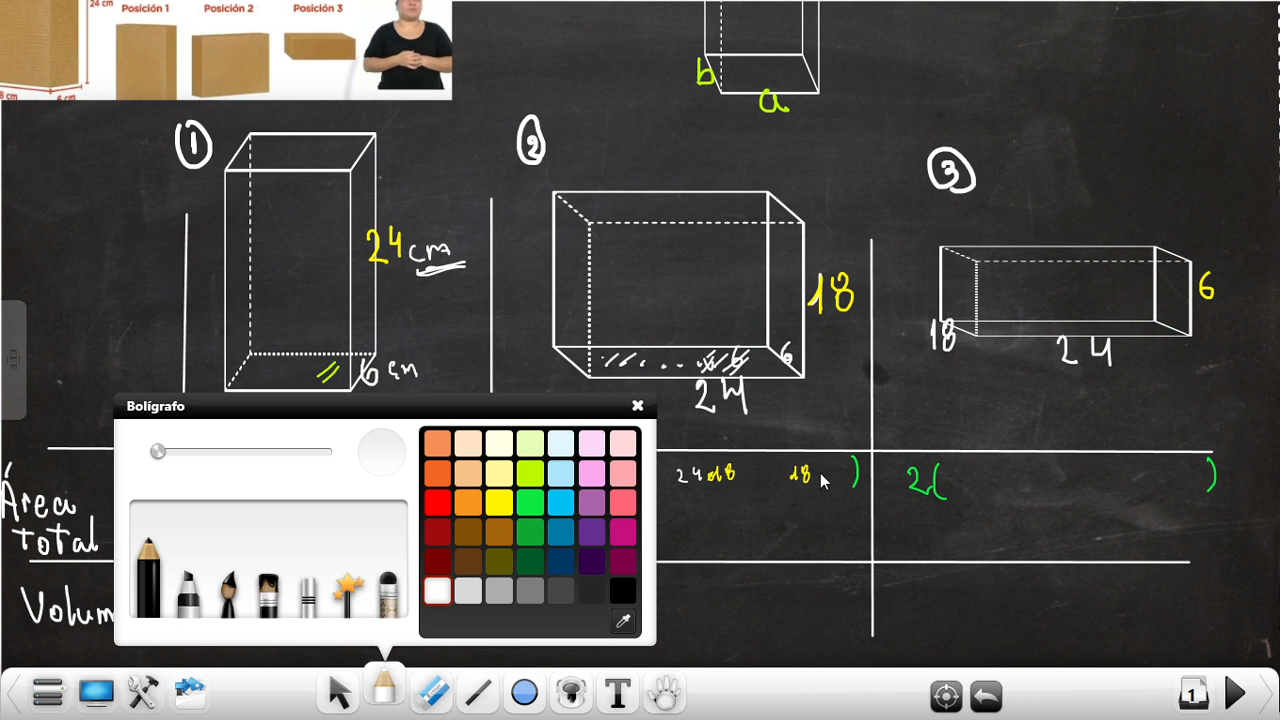 24 cm
Posición 1
Posición 2
Posición 3
8 cm
6 cm
b
a
1
24 cm
6 cm
2
18
6
24
3
6
18
24
Bolígrafo
Área
total
24 18
18 )
2( )
Volum
1